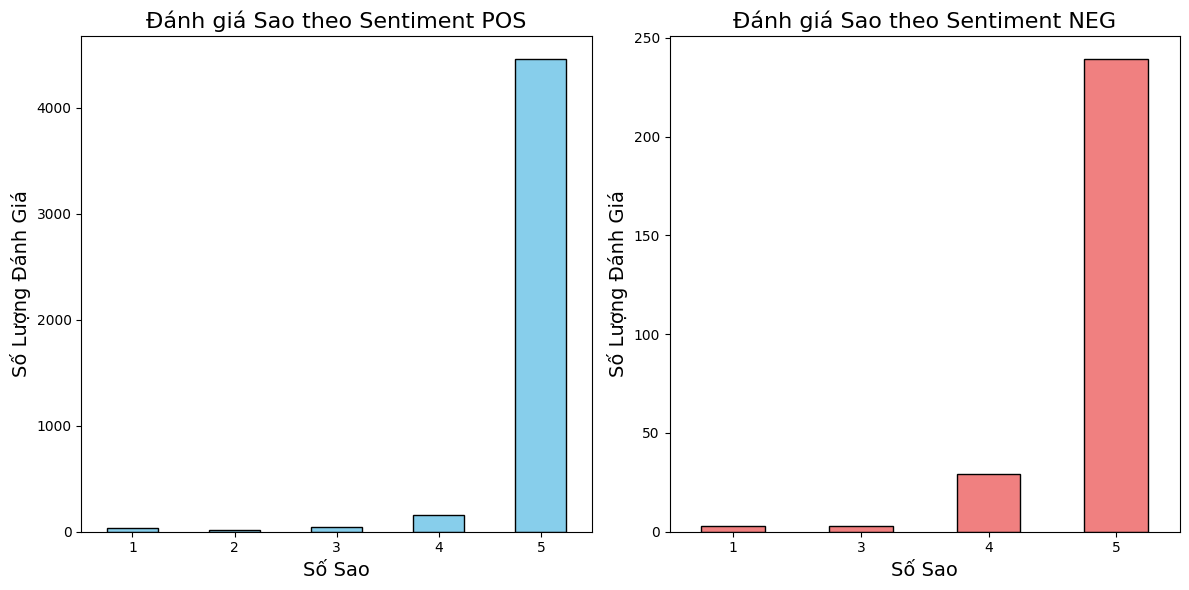 Đánh giá Sao theo Sentiment POS
Số Lượng Đánh Giá
4000
3000
2000
1000
0
1 2 3 4 5
Số Sao
Đánh giá Sao theo Sentiment NEG
Số Lượng Đánh Giá
250
200
150
100
50
0
1 3 4 5
Số Sao